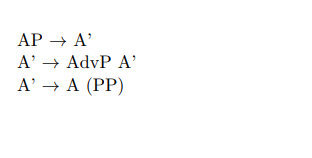 AP → A’
A’ → AdvP A’
A’ → A (PP)